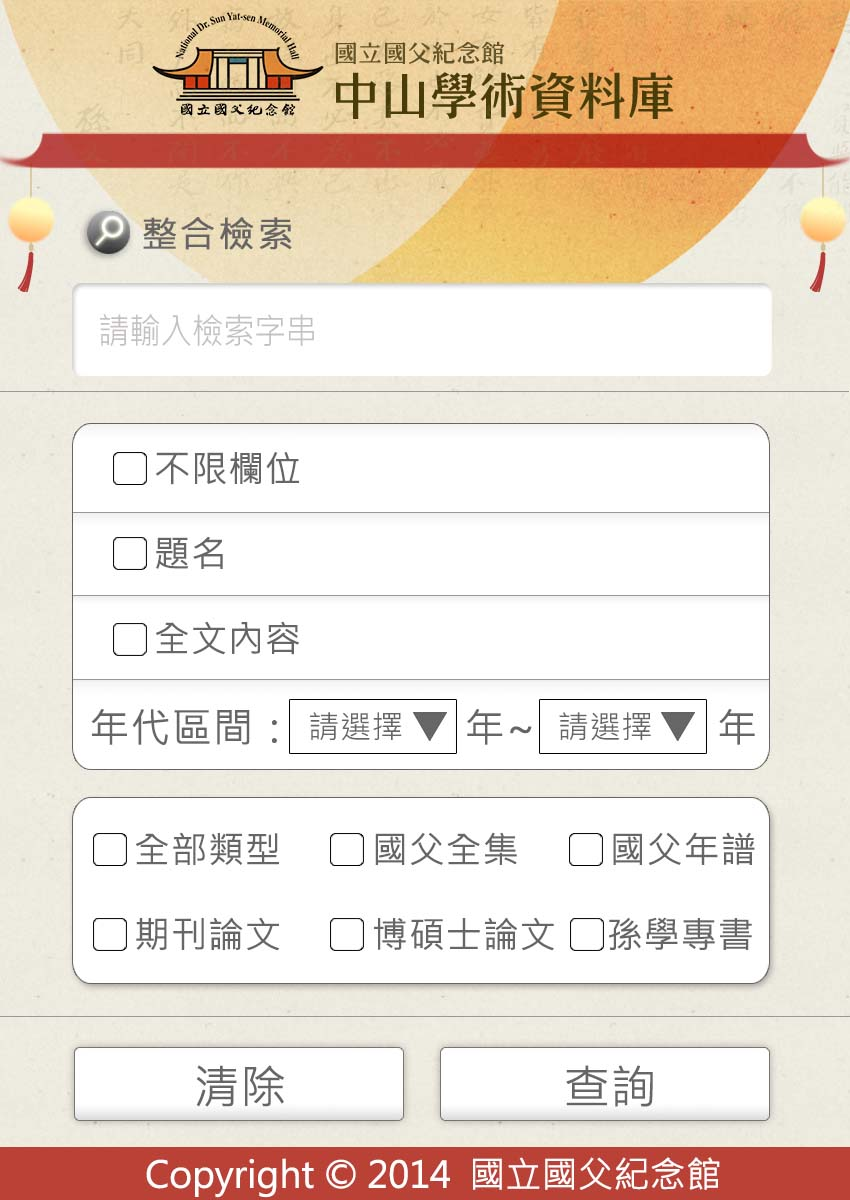 National Dr. Sun Yat-sen Memorial Hall
國立國父紀念館
國立國父紀念館
中山學術資料庫
整合檢索
請輸入檢索字串
不限欄位
題名
全文內容
年代區間：請選擇▼ 年~ 請選擇▼ 年
全部類型 國父全集 國父年譜
期刊論文 博碩士論文 孫學專書
清除 查詢
Copyright © 2014 國立國父紀念館